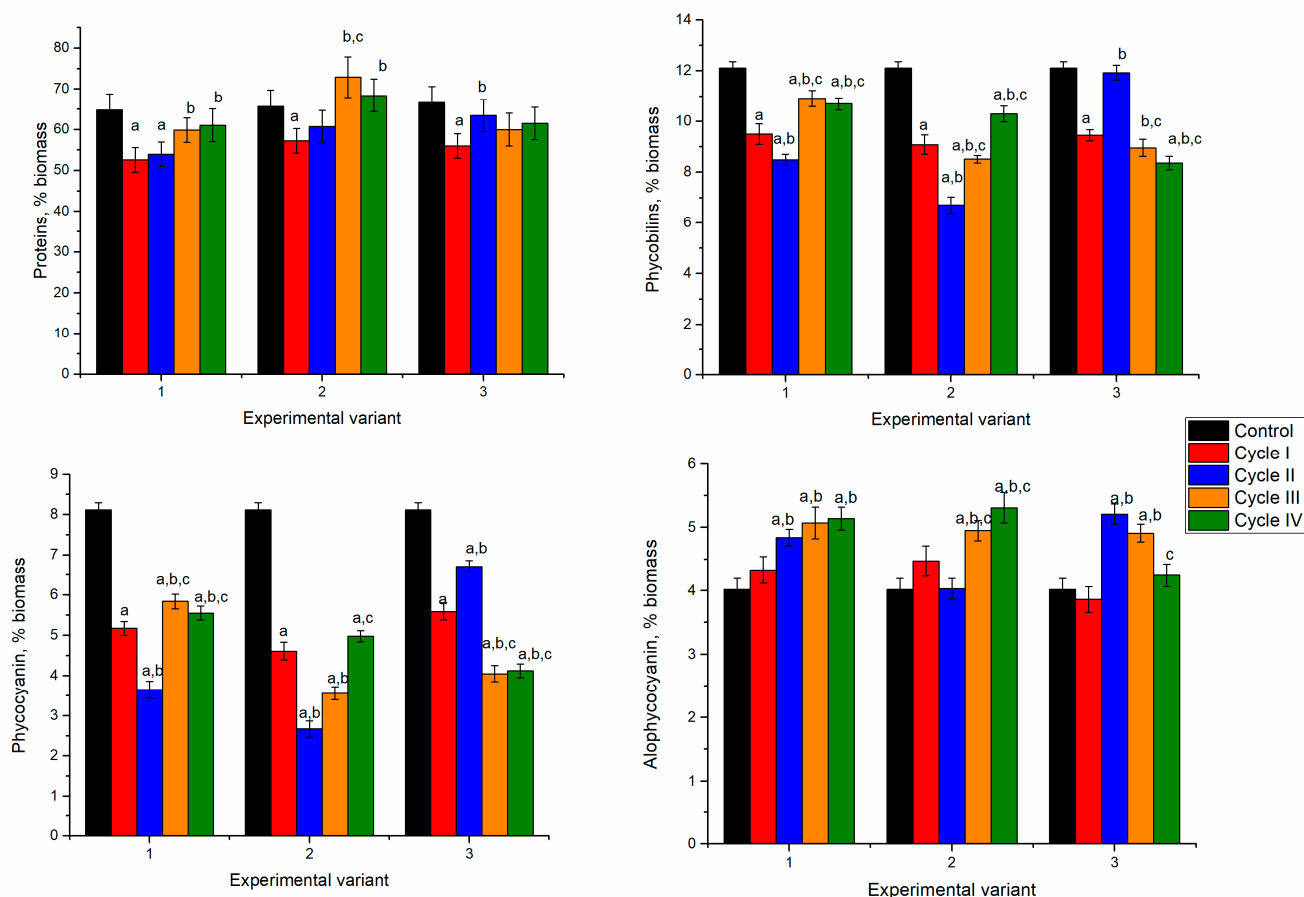 Proteins, % biomass
80
70
60
50
40
30
20
10
0
a
a
b
b
a
b,c
b
a
b
1
2
3
Experimental variant
Phycobilins, % biomass
14
12
10
8
6
4
2
0
a
a,b
a,b,c
a,b,c
a
a,b
a,b,c
a,b,c
a
b
b,c
a,b,c
1
2
3
Experimental variant
Control
Cycle I
Cycle II
Cycle III
Cycle IV
Phycocyanin, % biomass
9
8
7
6
5
4
3
2
1
0
a
a,b
a,b,c
a,b,c
a
a,b
a,b
a,c
a
a,b
a,b,c
a,b,c
1
2
3
Experimental variant
Alophycocyanin, % biomass
6
5
4
3
2
1
0
a,b
a,b
a,b
a,b,c
a,b,c
a,b
a,b
c
1
2
3
Experimental variant